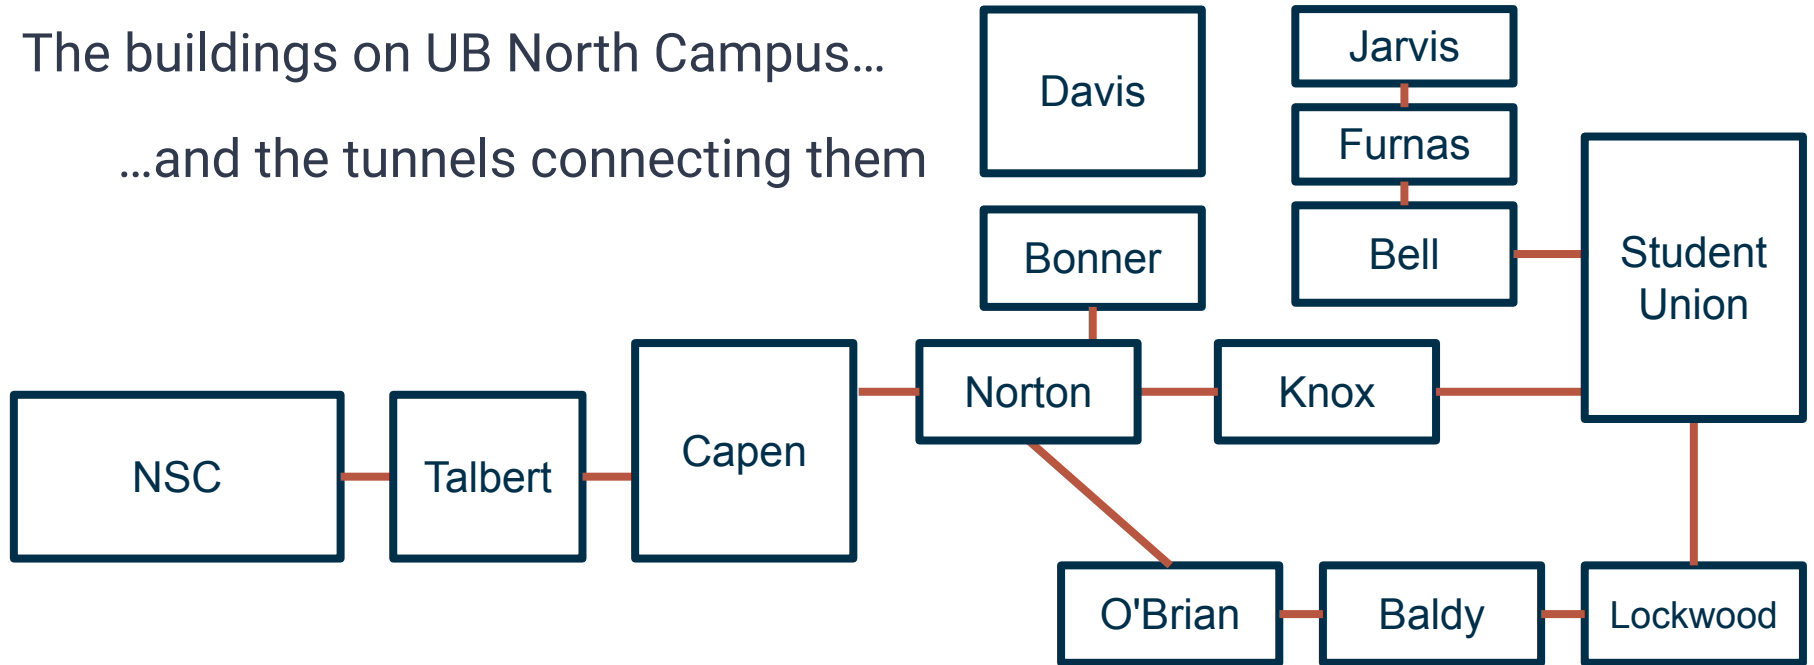 The buildings on UB North Campus…
…and the tunnels connecting them
Davis
Jarvis
Furnas
Bonner
Bell
Student
Union
Norton
Knox
Capen
NSC
Talbert
O'Brian
Baldy
Lockwood